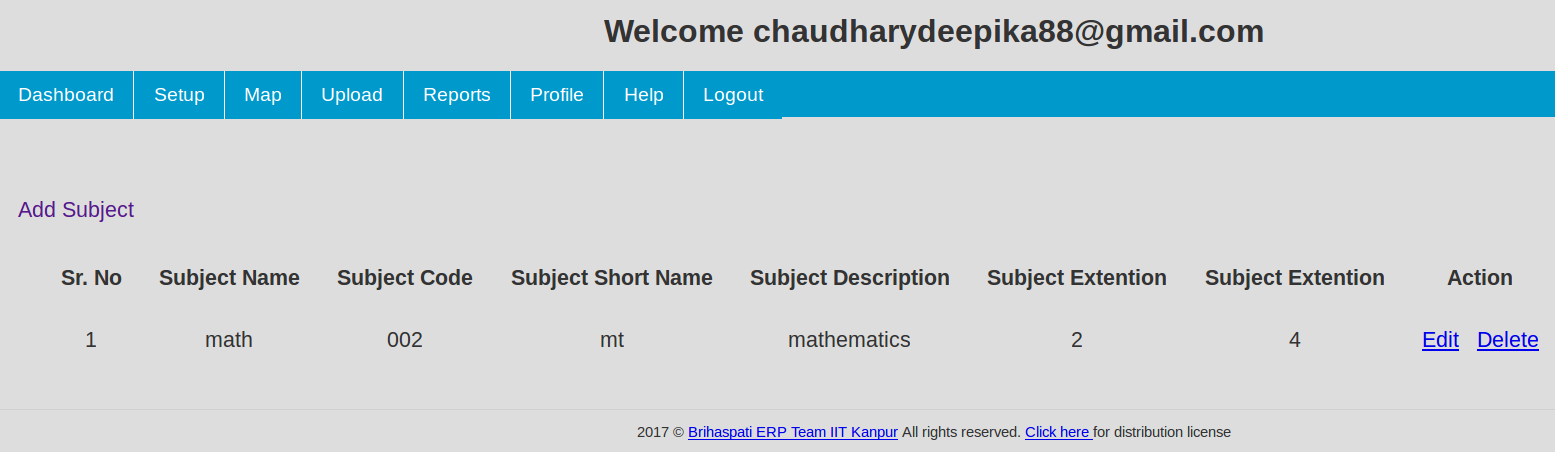 Welcome chaudharydeepika88@gmail.com
Dashboard Setup Map Upload Reports Profile Help Logout
Add Subject
Sr. No Subject Name Subject Code Subject Short Name Subject Description Subject Extention Subject Extention Action
1 math 002 mt mathematics 2 4 Edit Delete
2017 © Brihaspati ERP Team IIT Kanpur All rights reserved. Click here for distribution license